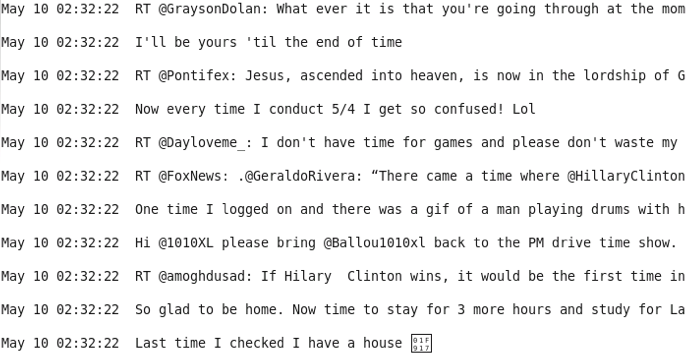 May 10 02:32:22  RT @GraysonDolan: What ever it is that you're going through at the mom
May 10 02:32:22  I'll be yours 'til the end of time
May 10 02:32:22  RT @Pontifex: Jesus, ascended into heaven, is now in the lordship of G
May 10 02:32:22  Now every time I conduct 5/4 I get so confused! Lol
May 10 02:32:22  RT @Dayloveme_: I don't have time for games and please don't waste my
May 10 02:32:22  RT @FoxNews: .@GeraldoRivera: “There came a time where @HillaryClinton
May 10 02:32:22  One time I logged on and there was a gif of a man playing drums with h
May 10 02:32:22  Hi @1010XL please bring @Ballou1010xl back to the PM drive time show.
May 10 02:32:22  RT @amoghdusad: If Hilary  Clinton wins, it would be the first time in
May 10 02:32:22  So glad to be home. Now time to stay for 3 more hours and study for La
May 10 02:32:22  Last time I checked I have a house 🤗